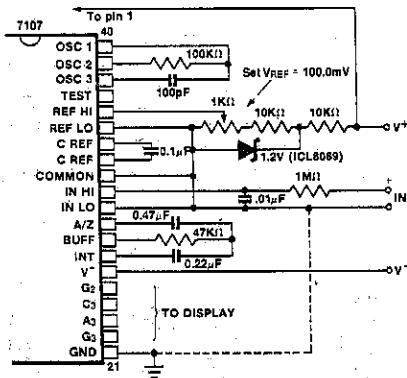 To pin 1
7107
40
OSC 1
OSC 2
100KΩ
OSC 3
100pF
Set VREF = 100.0mV
TEST
REF HI
1KΩ
REF LO
10KΩ
10KΩ
V+
C REF
0.1µF
1.2V (ICL8069)
C REF
COMMON
1MΩ
+
IN HI
.01µF
IN
IN LO
-
A/Z
0.47µF
BUFF
47KΩ
INT
0.22µF
V-
V-
G2
C3
TO DISPLAY
A3
G3
GND
21